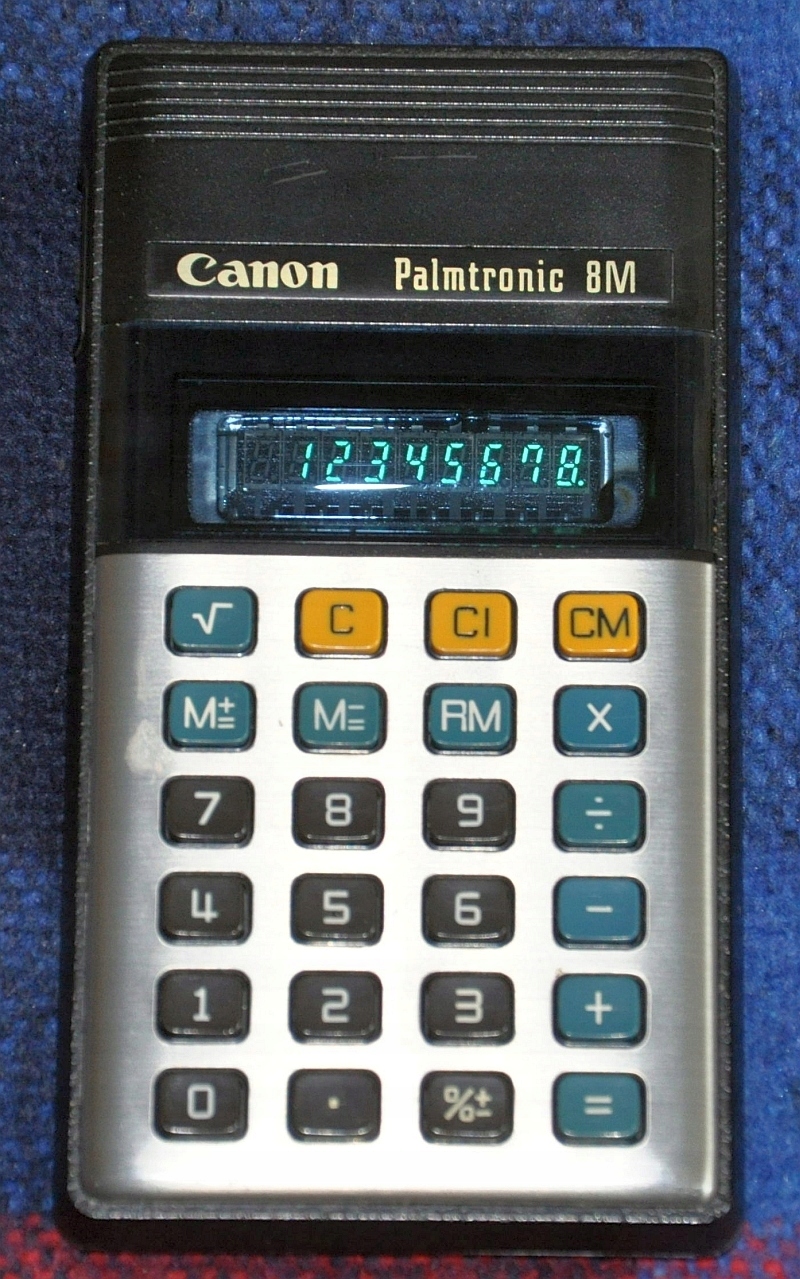 Canon Palmtronic 8M
12345678.
√ C CI CM
M± M= RM X
7 8 9 ÷
4 5 6 −
1 2 3 +
0 . %± =